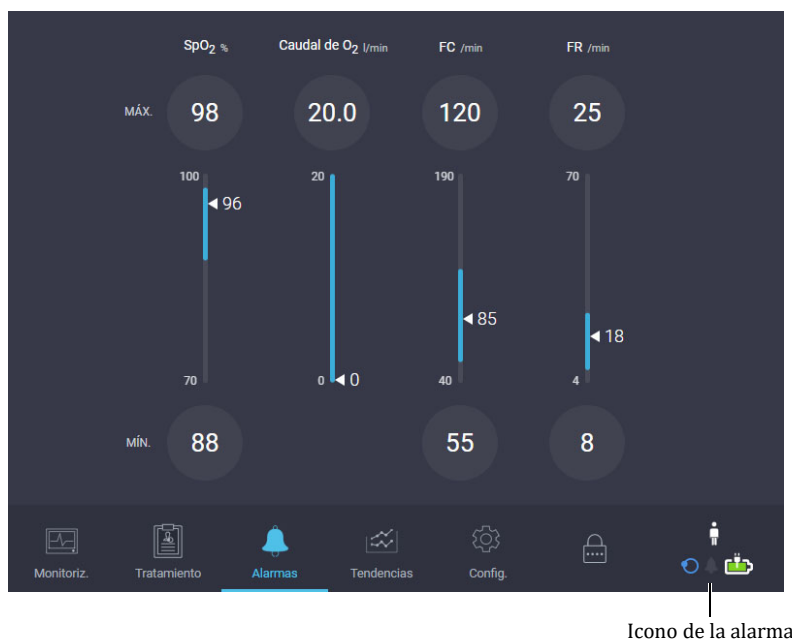 SpO2 % Caudal de O2 l/min FC /min FR /min
MÁX. 98 20.0 120 25
100 20 190 70
96
85
18
70 0 0 40 4
MÍN. 88 55 8
Monitoriz. Tratamiento Alarmas Tendencias Config.
Icono de la alarma